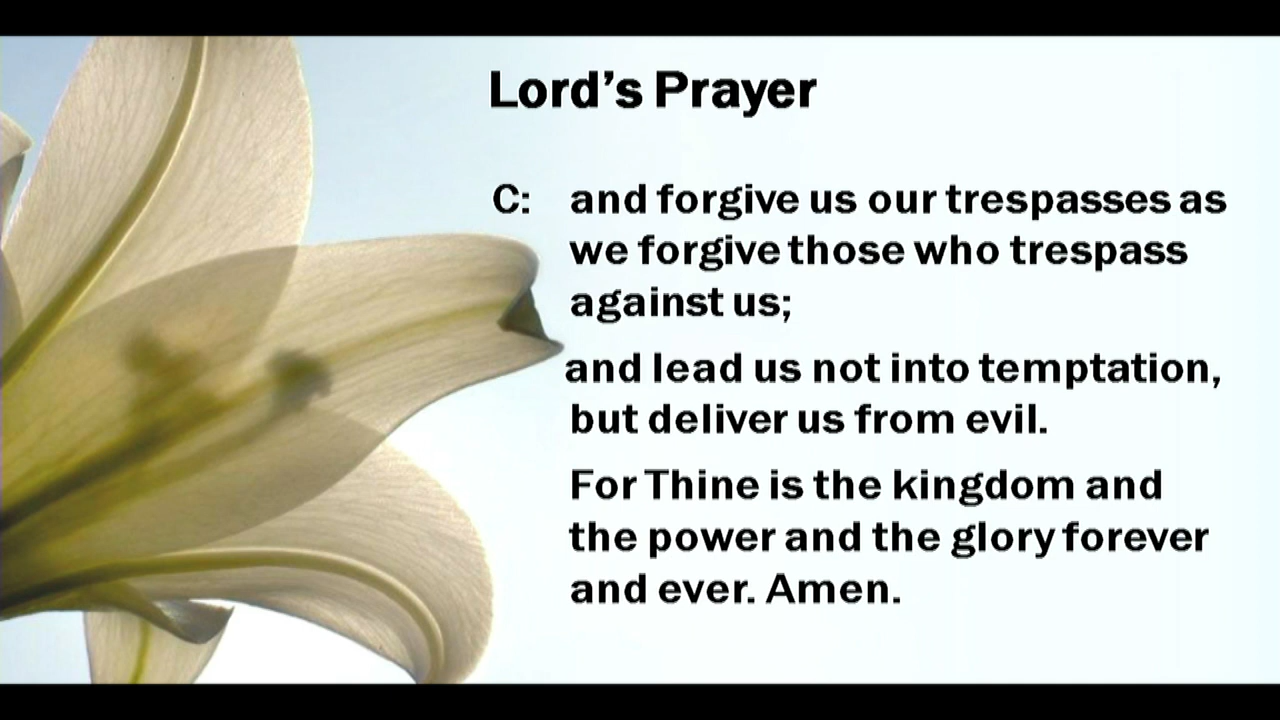 Lord’s Prayer
C: and forgive us our trespasses as
we forgive those who trespass
against us;
and lead us not into temptation,
but deliver us from evil.
For Thine is the kingdom and
the power and the glory forever
and ever. Amen.